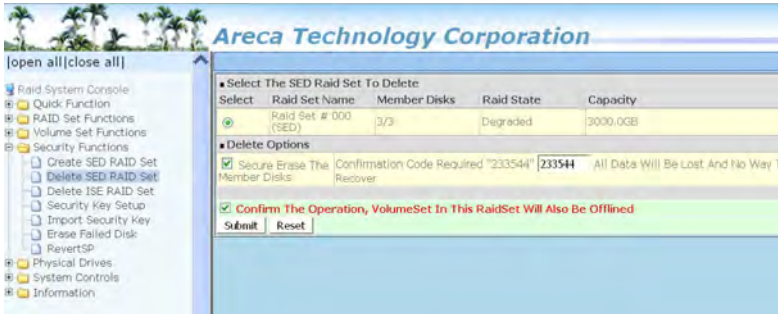 Areca Technology Corporation
|open all|close all|
Raid System Console
Quick Function
RAID Set Functions
Volume Set Functions
Security Functions
Create SED RAID Set
Delete SED RAID Set
Delete ISE RAID Set
Security Key Setup
Import Security Key
Erase Failed Disk
RevertSP
Physical Drives
System Controls
Information
Select The SED Raid Set To Delete
Select Raid Set Name Member Disks Raid State Capacity
Raid Set # 000 (SED) 3/3 Degraded 3000.0GB
Delete Options
Secure Erase The Member Disks Confirmation Code Required "233544" 233544 All Data Will Be Lost And No Way T
Recover
Confirm The Operation, VolumeSet In This RaidSet Will Also Be Offlined
Submit Reset